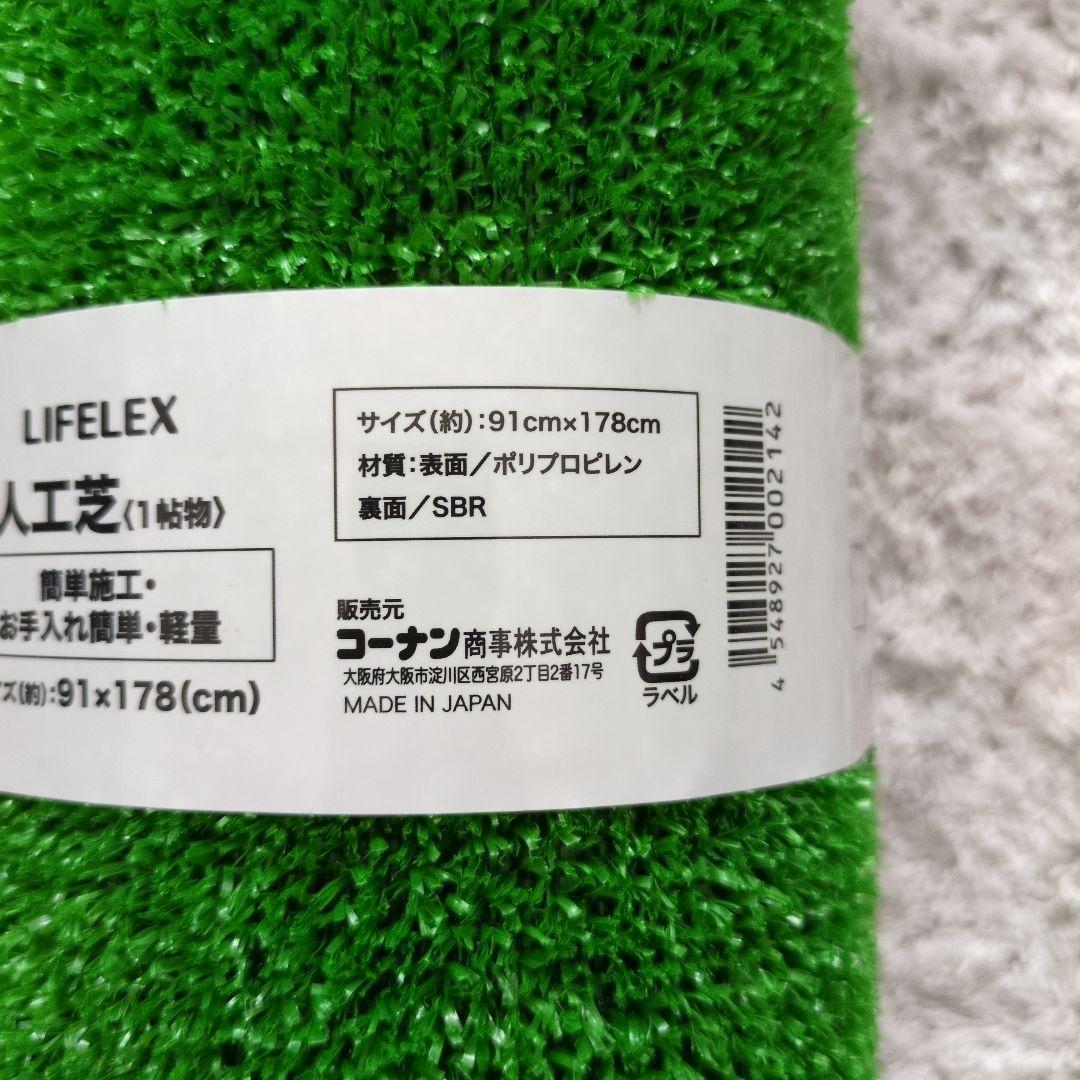 LIFELEX
人工芝〈1帖物〉
簡単施工・
お手入れ簡単・軽量
ズ(約):91×178(cm)
サイズ(約):91cm×178cm
材質:表面/ポリプロピレン
裏面/SBR
販売元
コーナン商事株式会社
大阪府大阪市淀川区西宮原2丁目2番17号
MADE IN JAPAN
プラ
ラベル
4 548927 002142